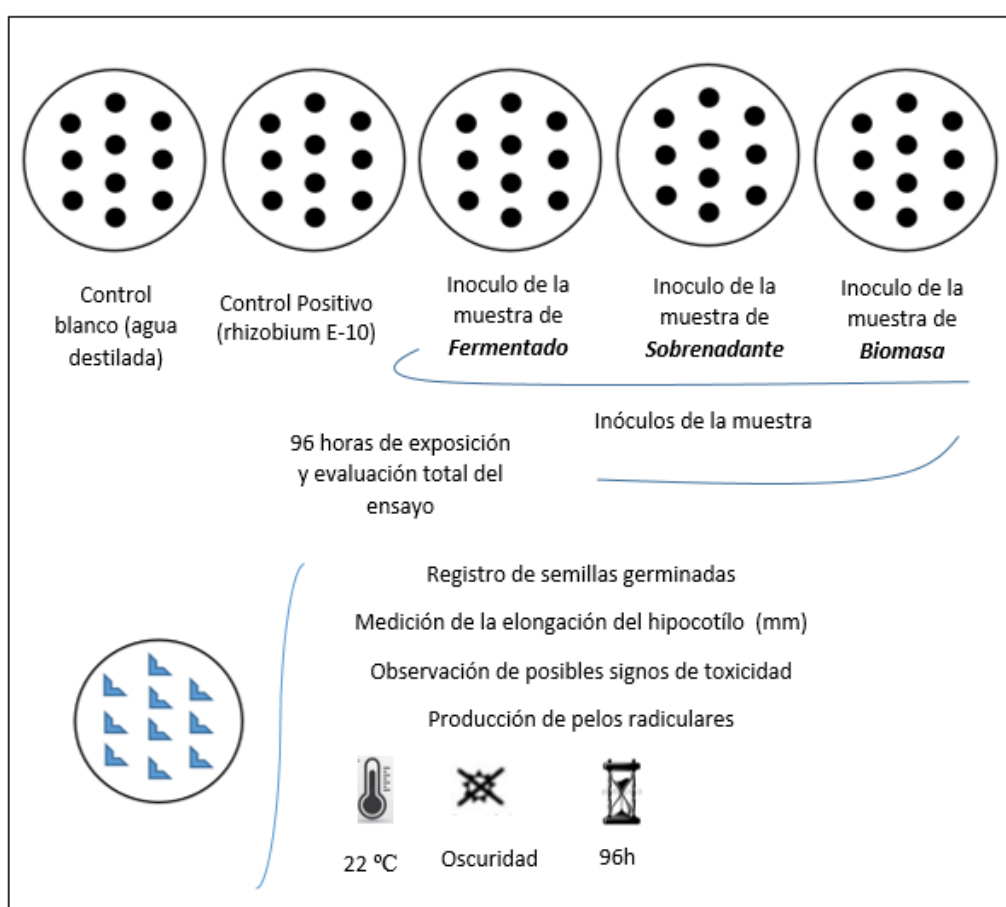 Control
blanco (agua
destilada)
Control Positivo
(rhizobium E-10)
Inoculo de la
muestra de
Fermentado
Inoculo de la
muestra de
Sobrenadante
Inoculo de la
muestra de
Biomasa
Inóculos de la muestra
96 horas de exposición
y evaluación total del
ensayo
Registro de semillas germinadas
Medición de la elongación del hipocotílo (mm)
Observación de posibles signos de toxicidad
Producción de pelos radiculares
22 ºC
Oscuridad
96h